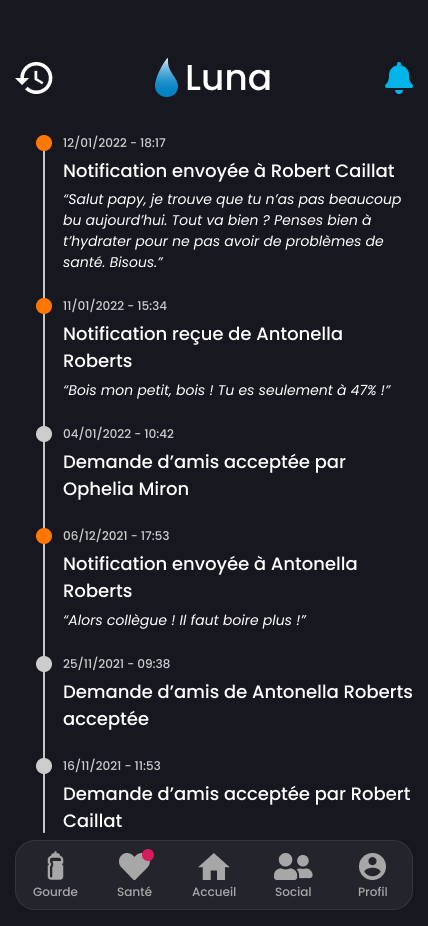 Luna
12/01/2022 - 18:17
Notification envoyée à Robert Caillat
“Salut papy, je trouve que tu n’as pas beaucoup
bu aujourd’hui. Tout va bien ? Penses bien à
t’hydrater pour ne pas avoir de problèmes de
santé. Bisous.”
11/01/2022 - 15:34
Notification reçue de Antonella
Roberts
“Bois mon petit, bois ! Tu es seulement à 47% !”
04/01/2022 - 10:42
Demande d’amis acceptée par
Ophelia Miron
06/12/2021 - 17:53
Notification envoyée à Antonella
Roberts
“Alors collègue ! Il faut boire plus !”
25/11/2021 - 09:38
Demande d’amis de Antonella Roberts
acceptée
16/11/2021 - 11:53
Demande d’amis acceptée par Robert
Caillat
Gourde Santé Accueil Social Profil